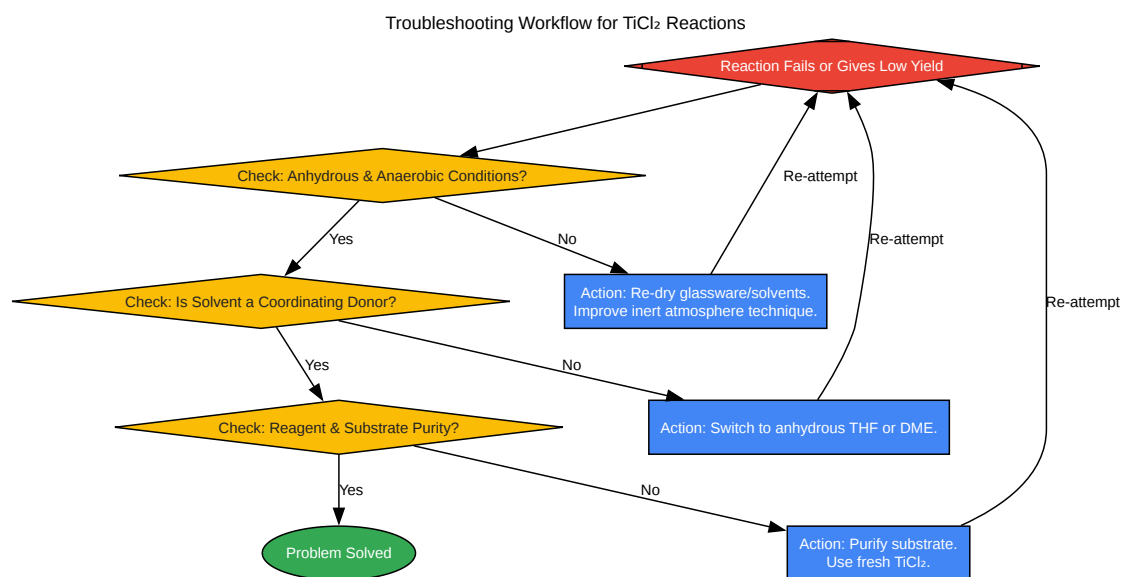 Troubleshooting Workflow for TiCl₂ Reactions
Reaction Fails or Gives Low Yield
Check: Anhydrous & Anaerobic Conditions?
Re-attempt
Yes
No
Re-attempt
Check: Is Solvent a Coordinating Donor?
Action: Re-dry glassware/solvents.
Improve inert atmosphere technique.
Re-attempt
Yes
No
Check: Reagent & Substrate Purity?
Action: Switch to anhydrous THF or DME.
Yes
No
Problem Solved
Action: Purify substrate.
Use fresh TiCl₂.